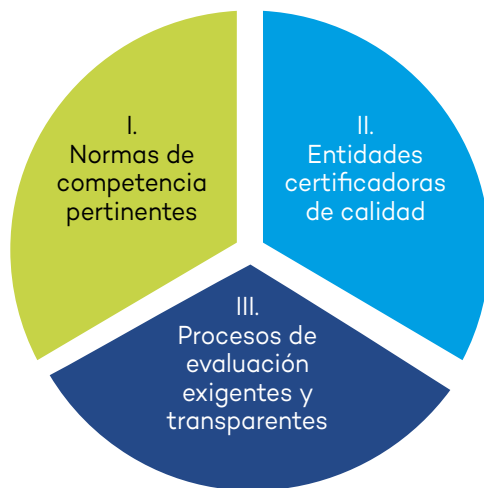 I.
Normas de
competencia
pertinentes
II.
Entidades
certificadoras
de calidad
III.
Procesos de
evaluación
exigentes y
transparentes